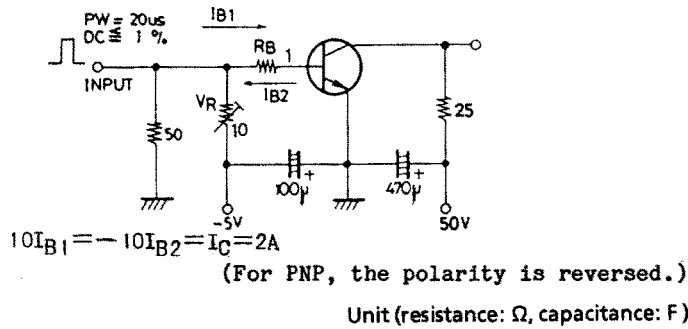 PW = 20us
DC ≦ 1 %
IB1
INPUT
RB 1
IB2
VR
10
50
25
100μ +
470μ +
-5V
50V
10IB1=-10IB2=IC=2A
(For PNP, the polarity is reversed.)
Unit (resistance: Ω, capacitance: F)